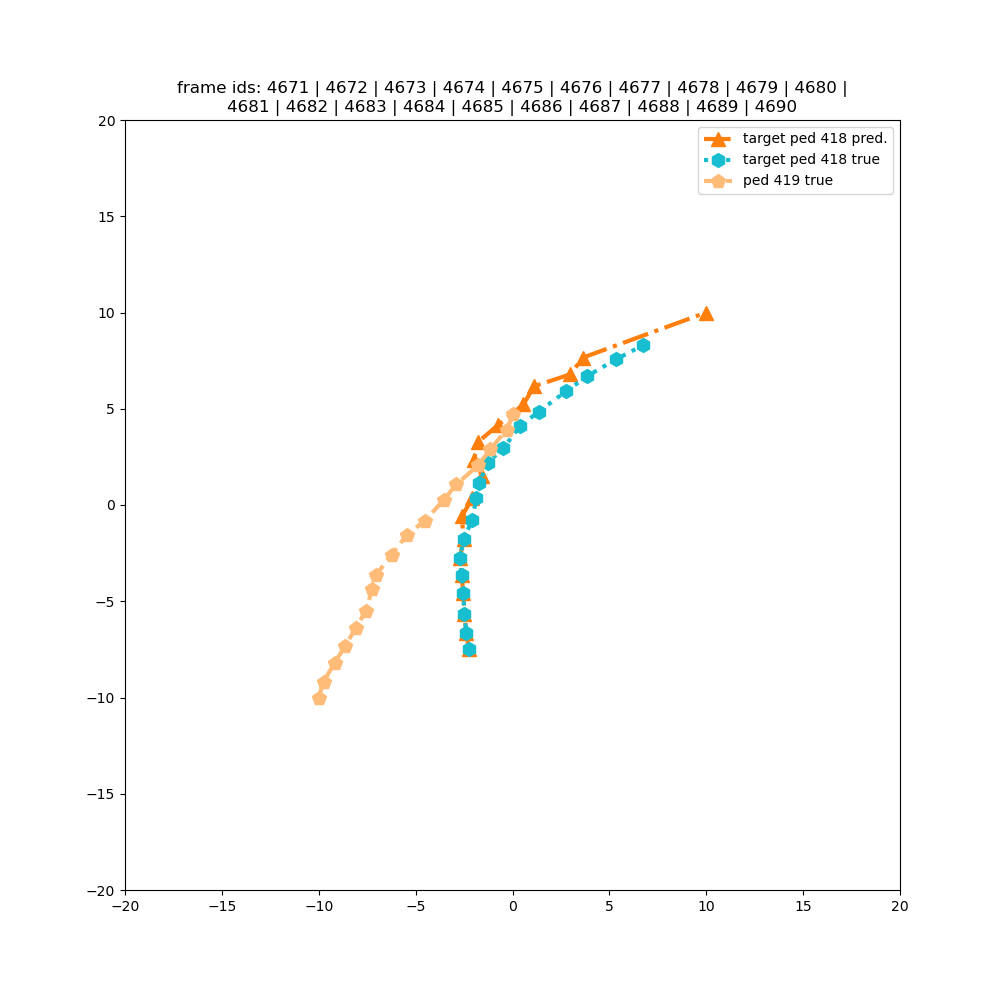 frame ids: 4671 | 4672 | 4673 | 4674 | 4675 | 4676 | 4677 | 4678 | 4679 | 4680 |
4681 | 4682 | 4683 | 4684 | 4685 | 4686 | 4687 | 4688 | 4689 | 4690
target ped 418 pred.
target ped 418 true
ped 419 true
20
15
10
5
0
−5
−10
−15
−20
−20 −15 −10 −5 0 5 10 15 20